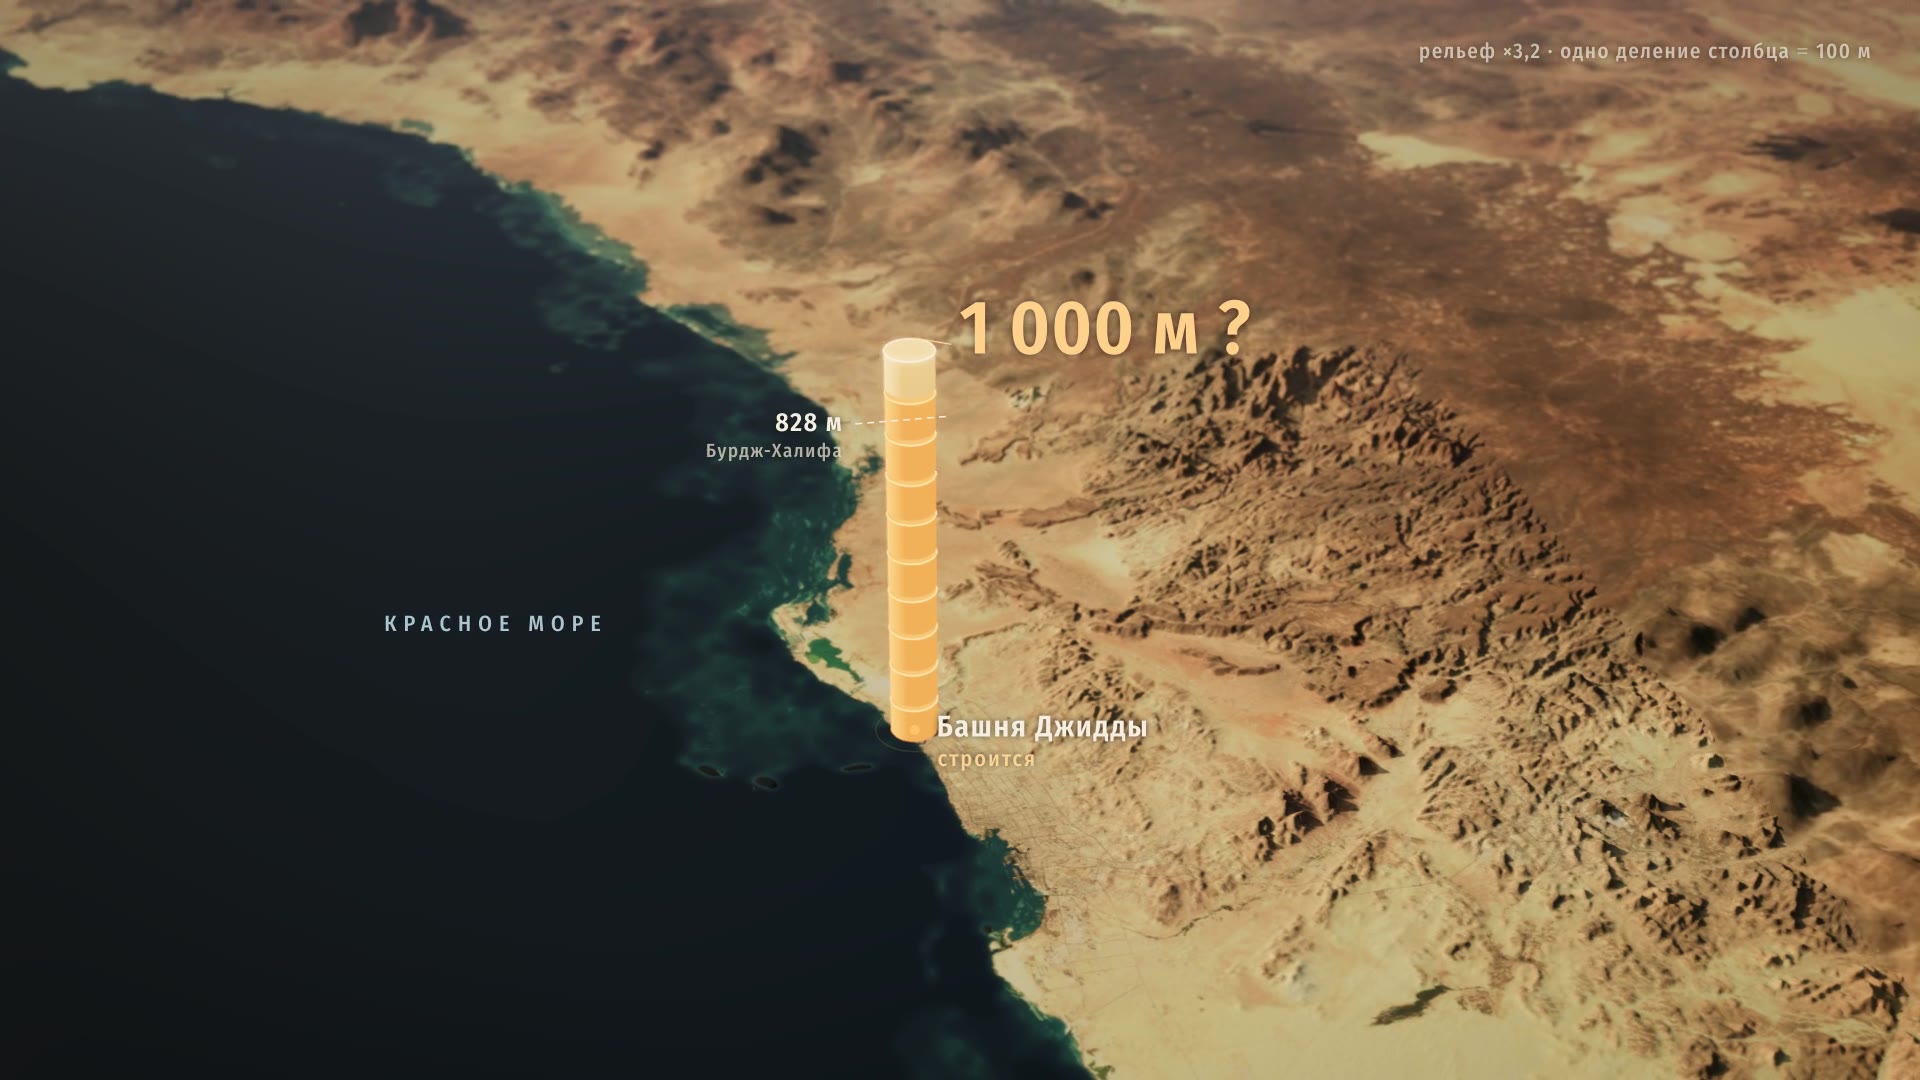 рельеф ×3,2 · одно деление столбца = 100 м
1 000 м ?
828 м
Бурдж-Халифа
КРАСНОЕ МОРЕ
Башня Джидды
строится